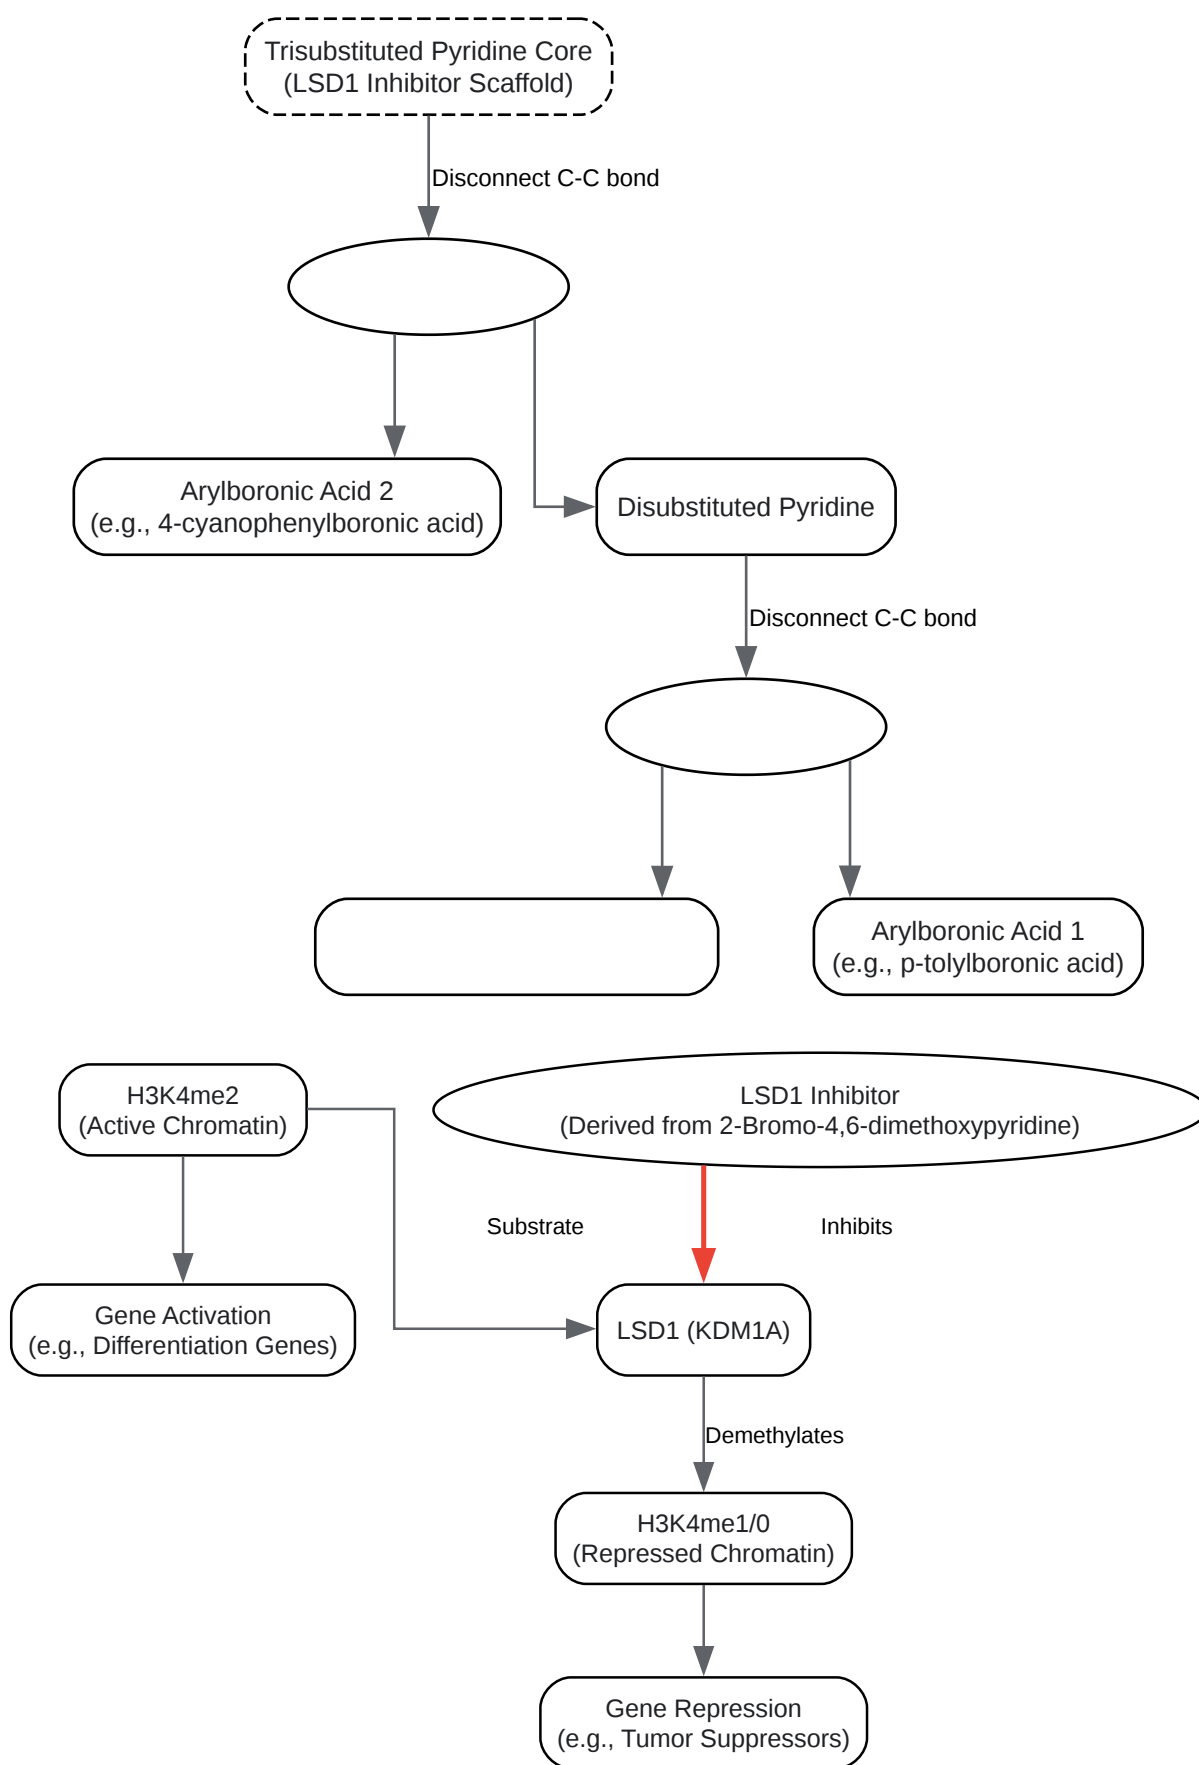 Trisubstituted Pyridine Core
(LSD1 Inhibitor Scaffold)
Disconnect C-C bond
Arylboronic Acid 2
(e.g., 4-cyanophenylboronic acid)
Disubstituted Pyridine
Disconnect C-C bond
Arylboronic Acid 1
(e.g., p-tolylboronic acid)
H3K4me2
(Active Chromatin)
LSD1 Inhibitor
(Derived from 2-Bromo-4,6-dimethoxypyridine)
Substrate
Inhibits
Gene Activation
(e.g., Differentiation Genes)
LSD1 (KDM1A)
Demethylates
H3K4me1/0
(Repressed Chromatin)
Gene Repression
(e.g., Tumor Suppressors)